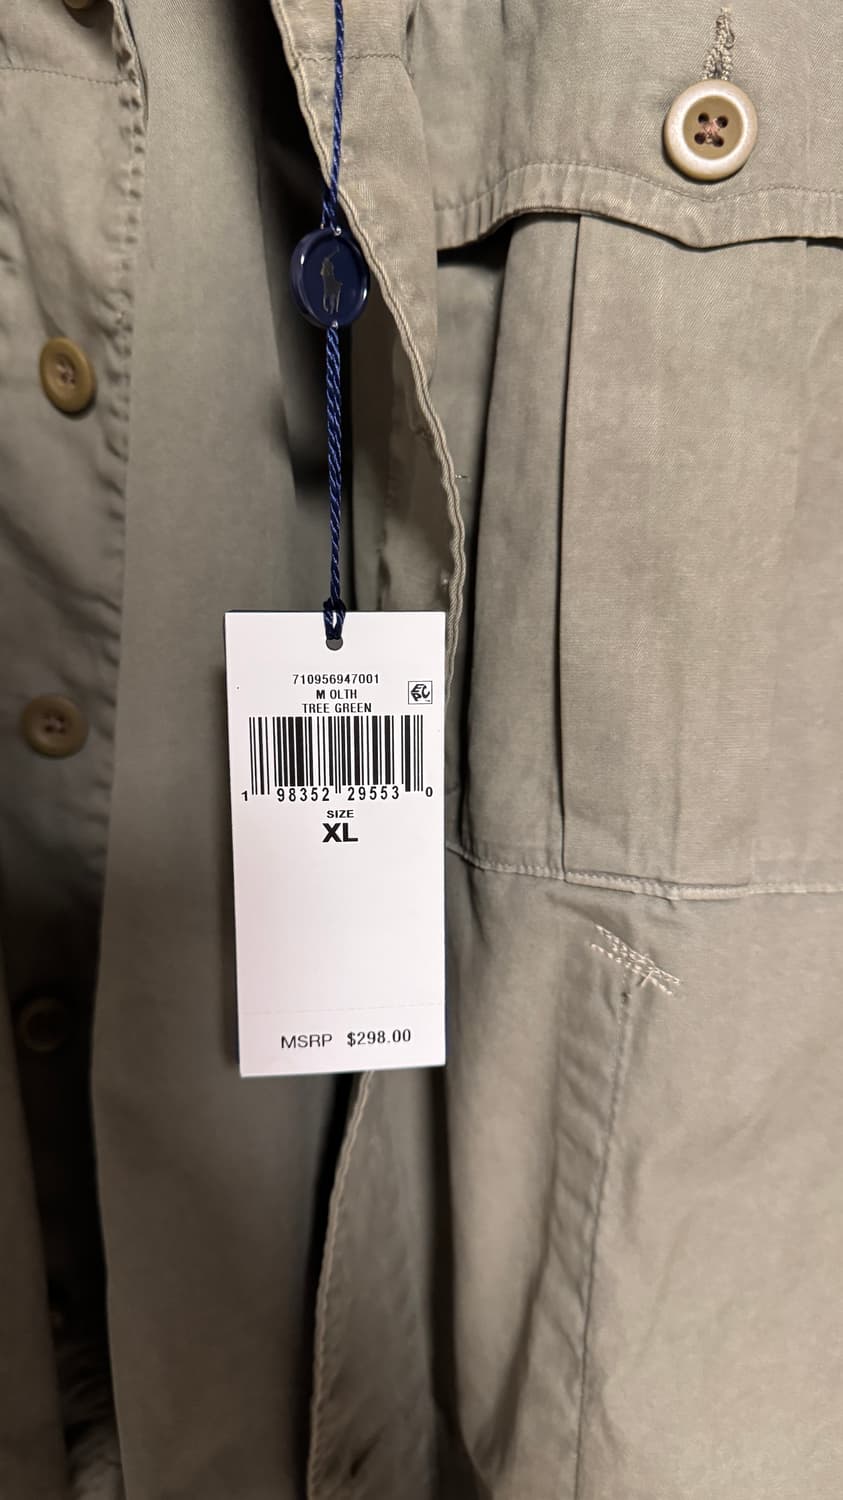 710956947001
M OLTH
TREE GREEN
1 98352 29553 0
SIZE
XL
MSRP $298.00